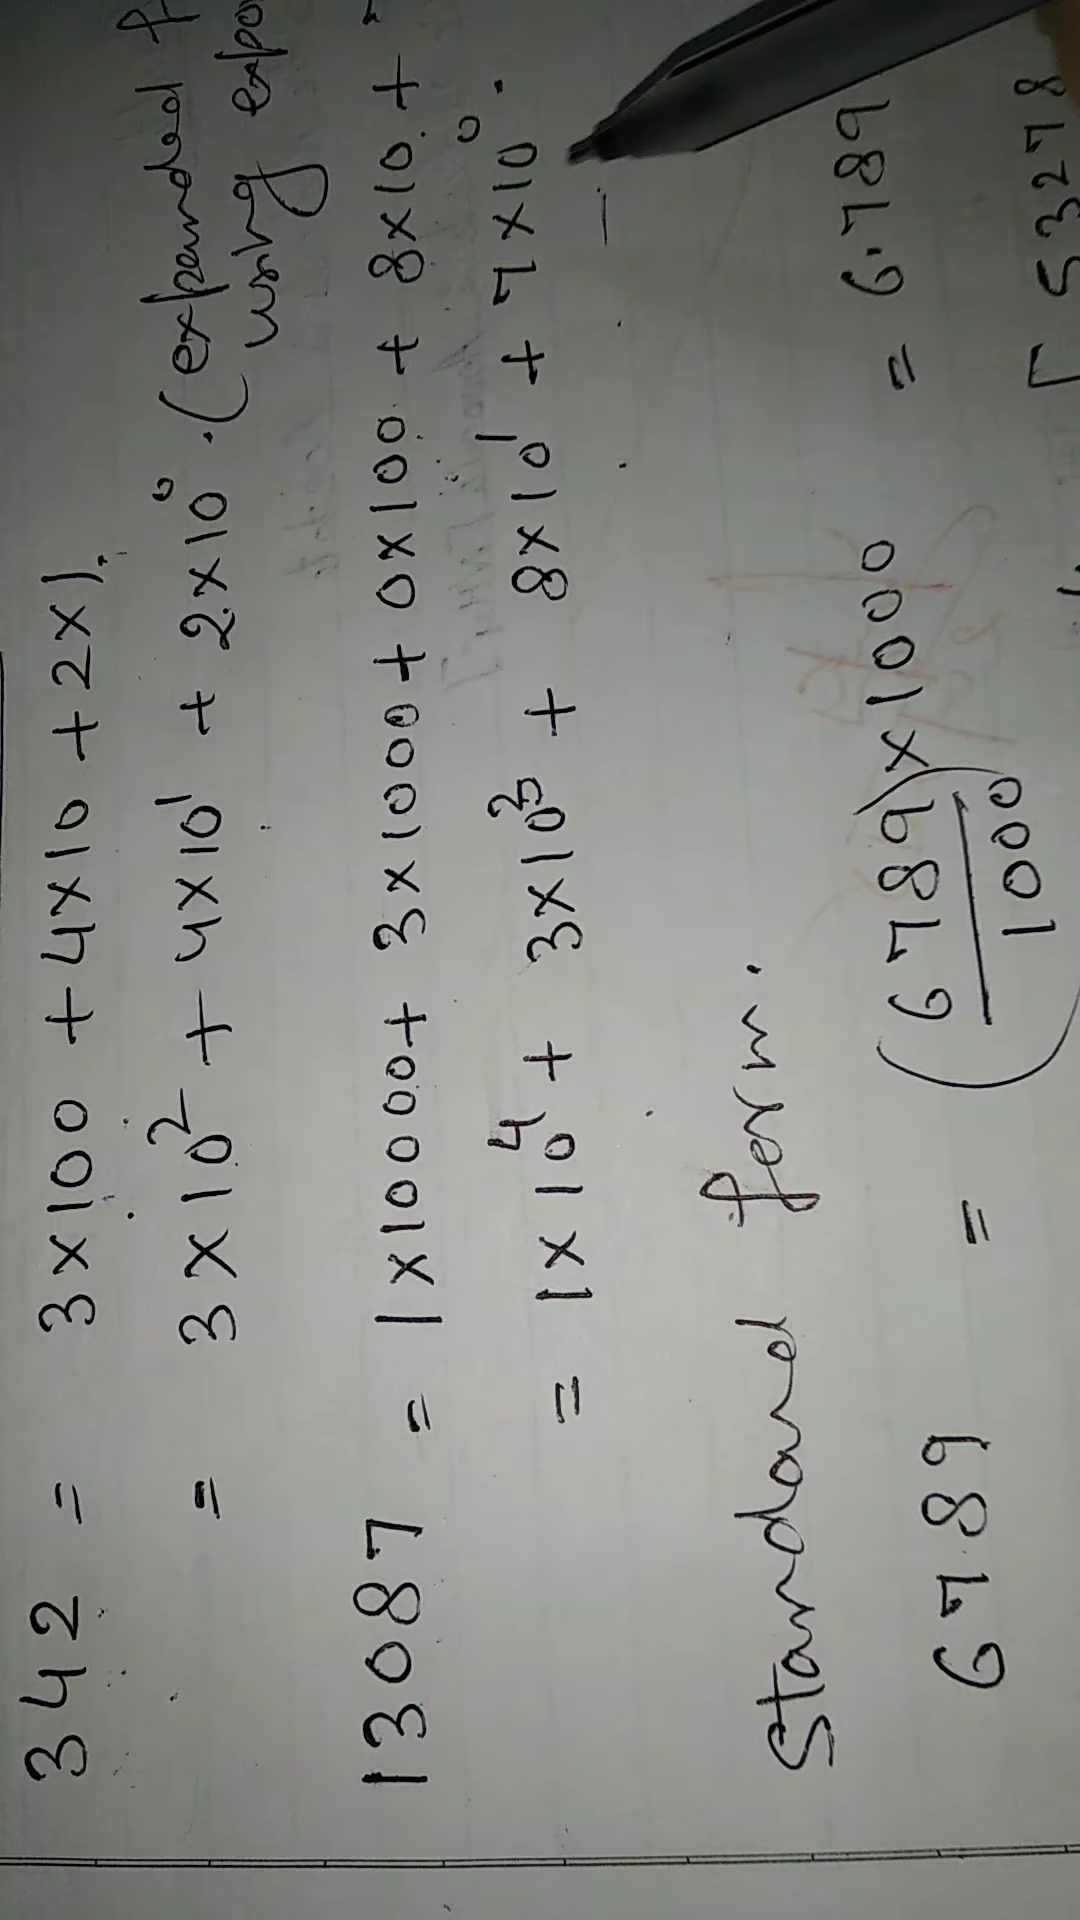 342 = 3×100 + 4×10 + 2×1.
= 3×10² + 4×10¹ + 2×10⁰. (expanded
using
13087 = 1×10000+ 3×1000+ 0×100 + 8×10 +
= 1×10⁴ + 3×10³ + 8×10¹ + 7×10⁰.
Standard form.
6789 = (6789/1000)×1000 = 6.789
[ 53278